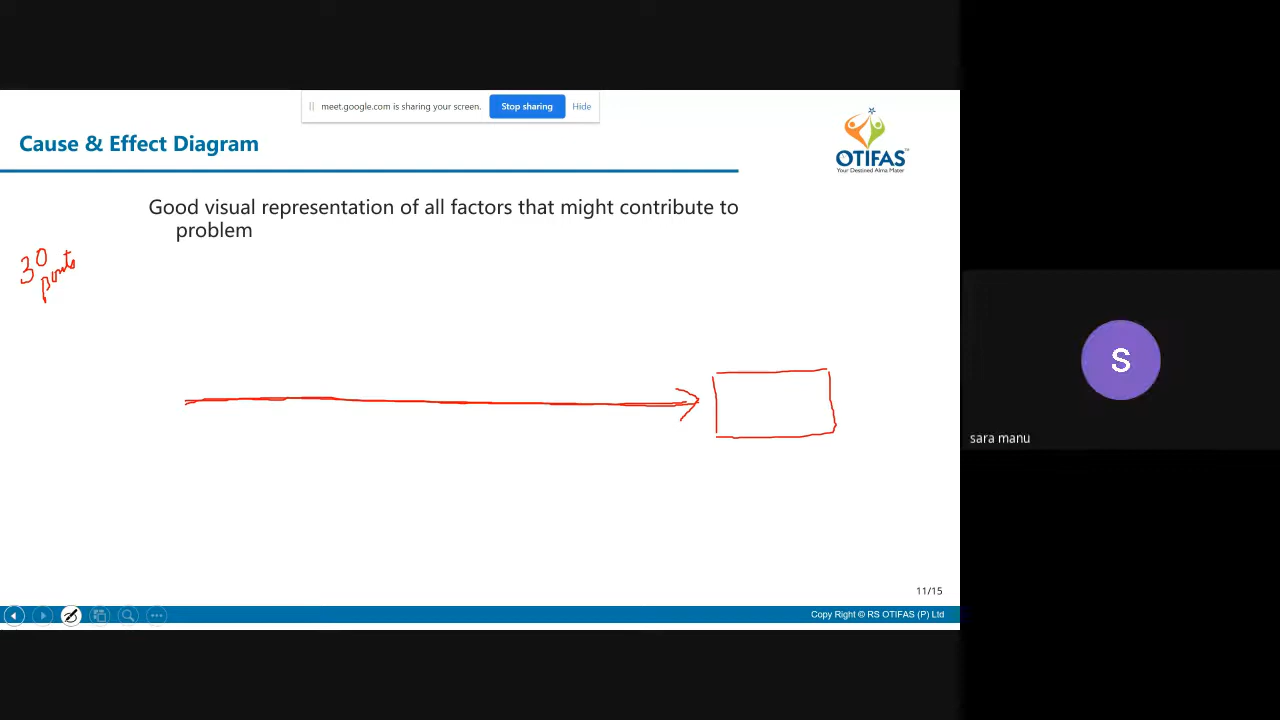 meet.google.com is sharing your screen.
Stop sharing
Hide
Cause & Effect Diagram
OTIFAS
Your Destined Alma Mater
Good visual representation of all factors that might contribute to
problem
30
points
S
sara manu
11/15
Copy Right © RS OTIFAS (P) Ltd